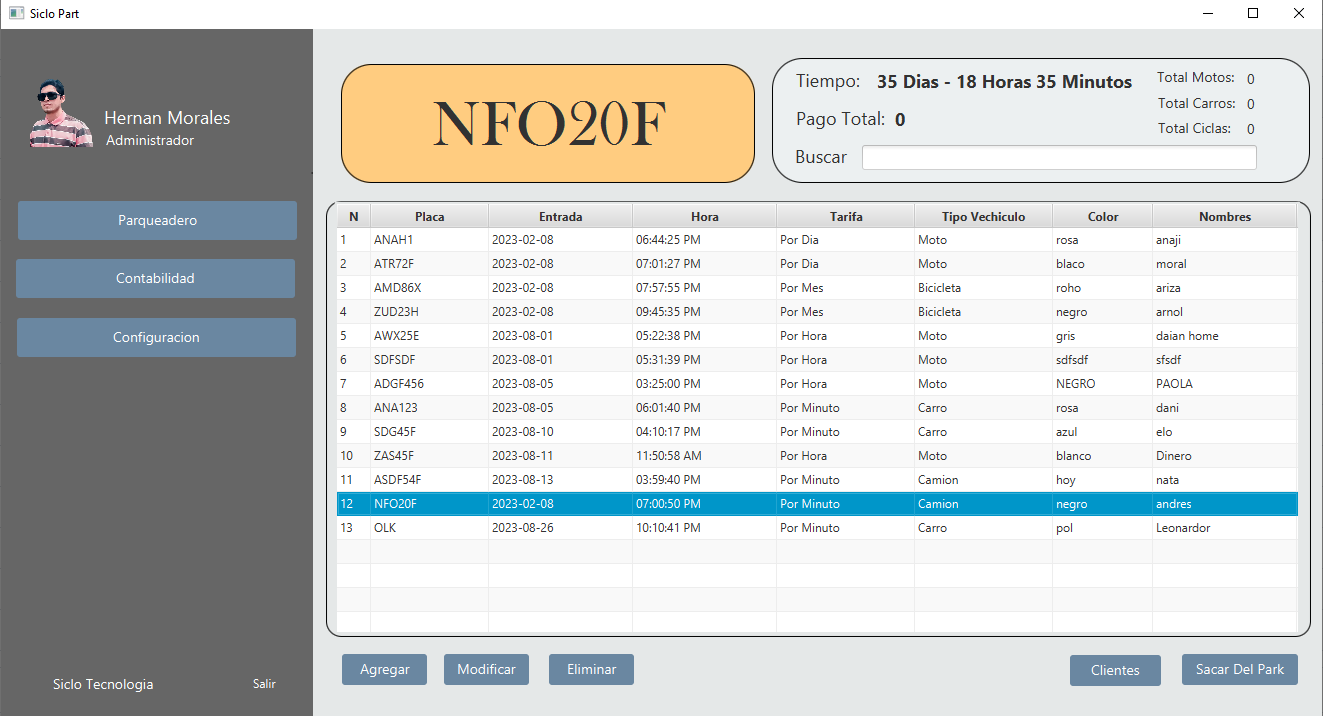 Siclo Part
Hernan Morales
Administrador
Parqueadero
Contabilidad
Configuracion
Siclo Tecnologia Salir
NFO20F
Tiempo: 35 Dias - 18 Horas 35 Minutos
Pago Total: 0
Buscar
Total Motos: 0
Total Carros: 0
Total Ciclas: 0
N Placa Entrada Hora Tarifa Tipo Vechiculo Color Nombres
1 ANAH1 2023-02-08 06:44:25 PM Por Dia Moto rosa anaji
2 ATR72F 2023-02-08 07:01:27 PM Por Dia Moto blaco moral
3 AMD86X 2023-02-08 07:57:55 PM Por Mes Bicicleta roho ariza
4 ZUD23H 2023-02-08 09:45:35 PM Por Mes Bicicleta negro arnol
5 AWX25E 2023-08-01 05:22:38 PM Por Hora Moto gris daian home
6 SDFSDF 2023-08-01 05:31:39 PM Por Hora Moto sdfsdf sfsdf
7 ADGF456 2023-08-05 03:25:00 PM Por Hora Moto NEGRO PAOLA
8 ANA123 2023-08-05 06:01:40 PM Por Minuto Carro rosa dani
9 SDG45F 2023-08-10 04:10:17 PM Por Minuto Carro azul elo
10 ZAS45F 2023-08-11 11:50:58 AM Por Hora Moto blanco Dinero
11 ASDF54F 2023-08-13 03:59:40 PM Por Minuto Camion hoy nata
12 NFO20F 2023-02-08 07:00:50 PM Por Minuto Camion negro andres
13 OLK 2023-08-26 10:10:41 PM Por Minuto Carro pol Leonardor
Agregar Modificar Eliminar Clientes Sacar Del Park